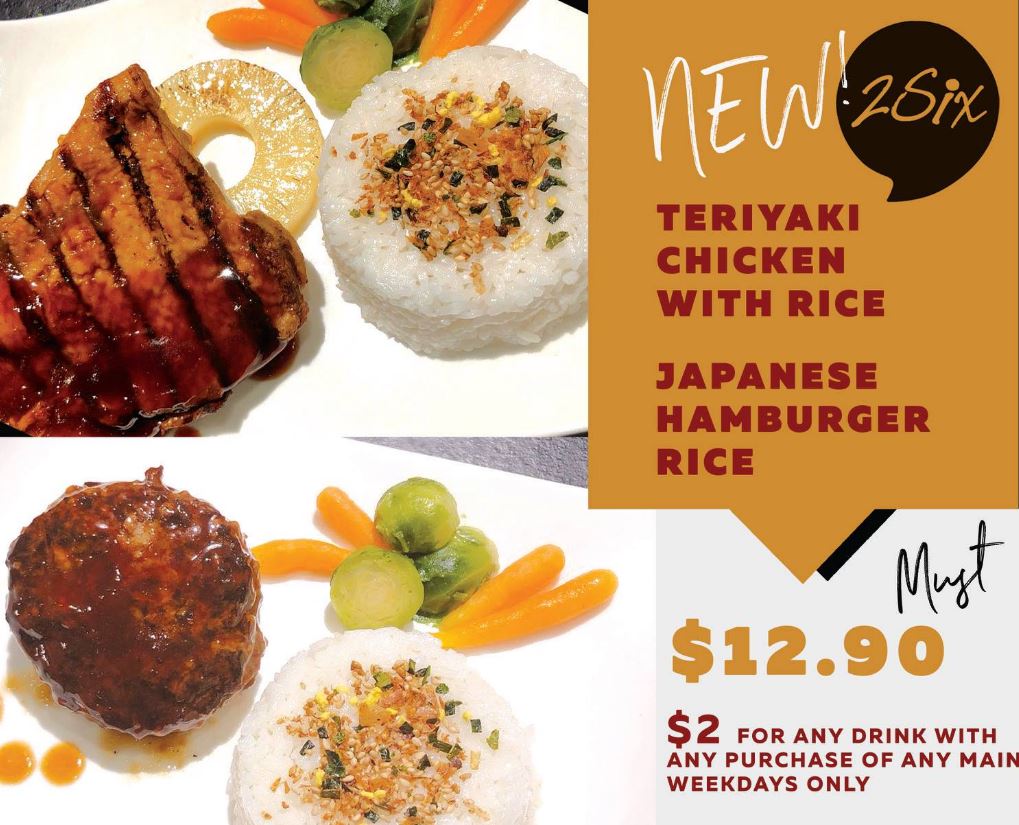 NEW!
2Six
TERIYAKI
CHICKEN
WITH RICE
JAPANESE
HAMBURGER
RICE
Must
$12.90
$2 FOR ANY DRINK WITH
ANY PURCHASE OF ANY MAIN
WEEKDAYS ONLY